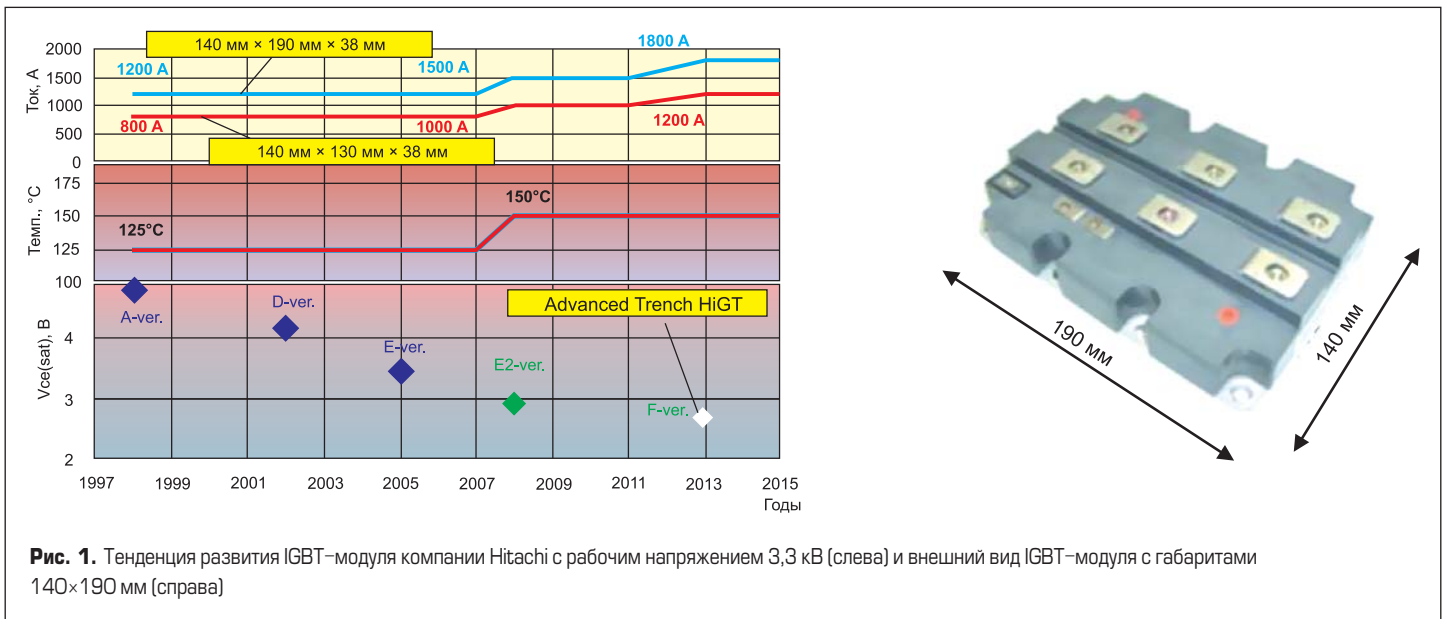 140 мм × 190 мм × 38 мм
2000
1500
1000
500
0
Ток, А
1200 А
1500 А
1800 А
800 А
1000 А
1200 А
140 мм × 130 мм × 38 мм
175
150
125
100
Темп., °C
125°C
150°C
4
3
2
Vce(sat), В
A-ver.
D-ver.
E-ver.
E2-ver.
Advanced Trench HiGT
F-ver.
1997 1999 2001 2003 2005 2007 2009 2011 2013 2015
Годы
190 мм
140 мм
Рис. 1. Тенденция развития IGBT–модуля компании Hitachi с рабочим напряжением 3,3 кВ (слева) и внешний вид IGBT–модуля с габаритами
140×190 мм (справа)